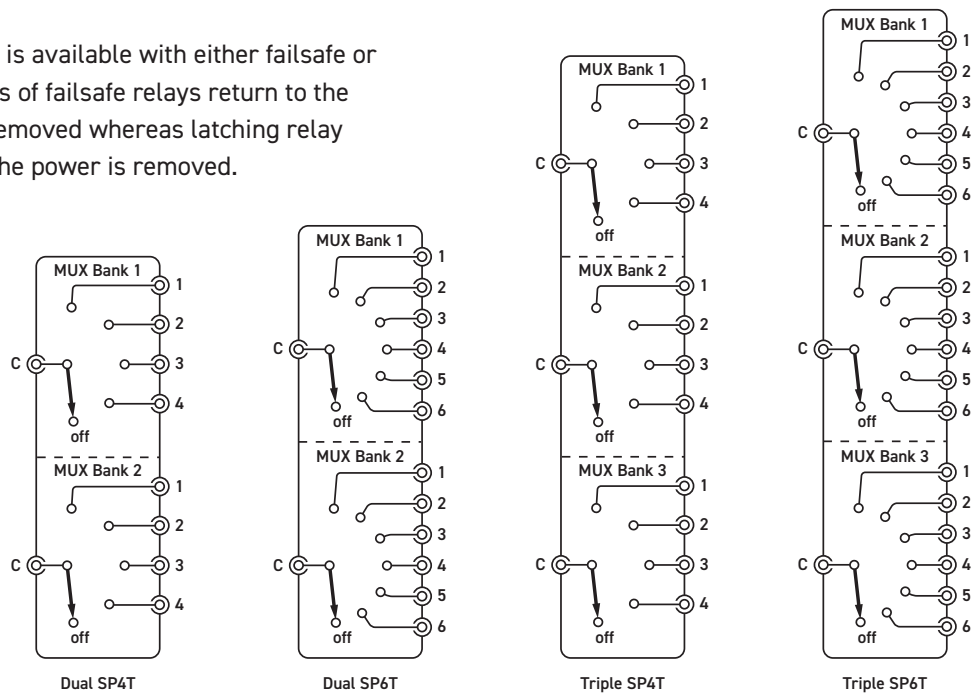 is available with either failsafe or
s of failsafe relays return to the
emoved whereas latching relay
he power is removed.
MUX Bank 1
1
2
C
3
4
off
MUX Bank 2
1
2
C
3
4
off
Dual SP4T
MUX Bank 1
1
2
3
C
4
5
6
off
MUX Bank 2
1
2
3
C
4
5
6
off
Dual SP6T
MUX Bank 1
1
2
C
3
4
off
MUX Bank 2
1
2
C
3
4
off
MUX Bank 3
1
2
C
3
4
off
Triple SP4T
MUX Bank 1
1
2
3
C
4
5
6
off
MUX Bank 2
1
2
3
C
4
5
6
off
MUX Bank 3
1
2
3
C
4
5
6
off
Triple SP6T